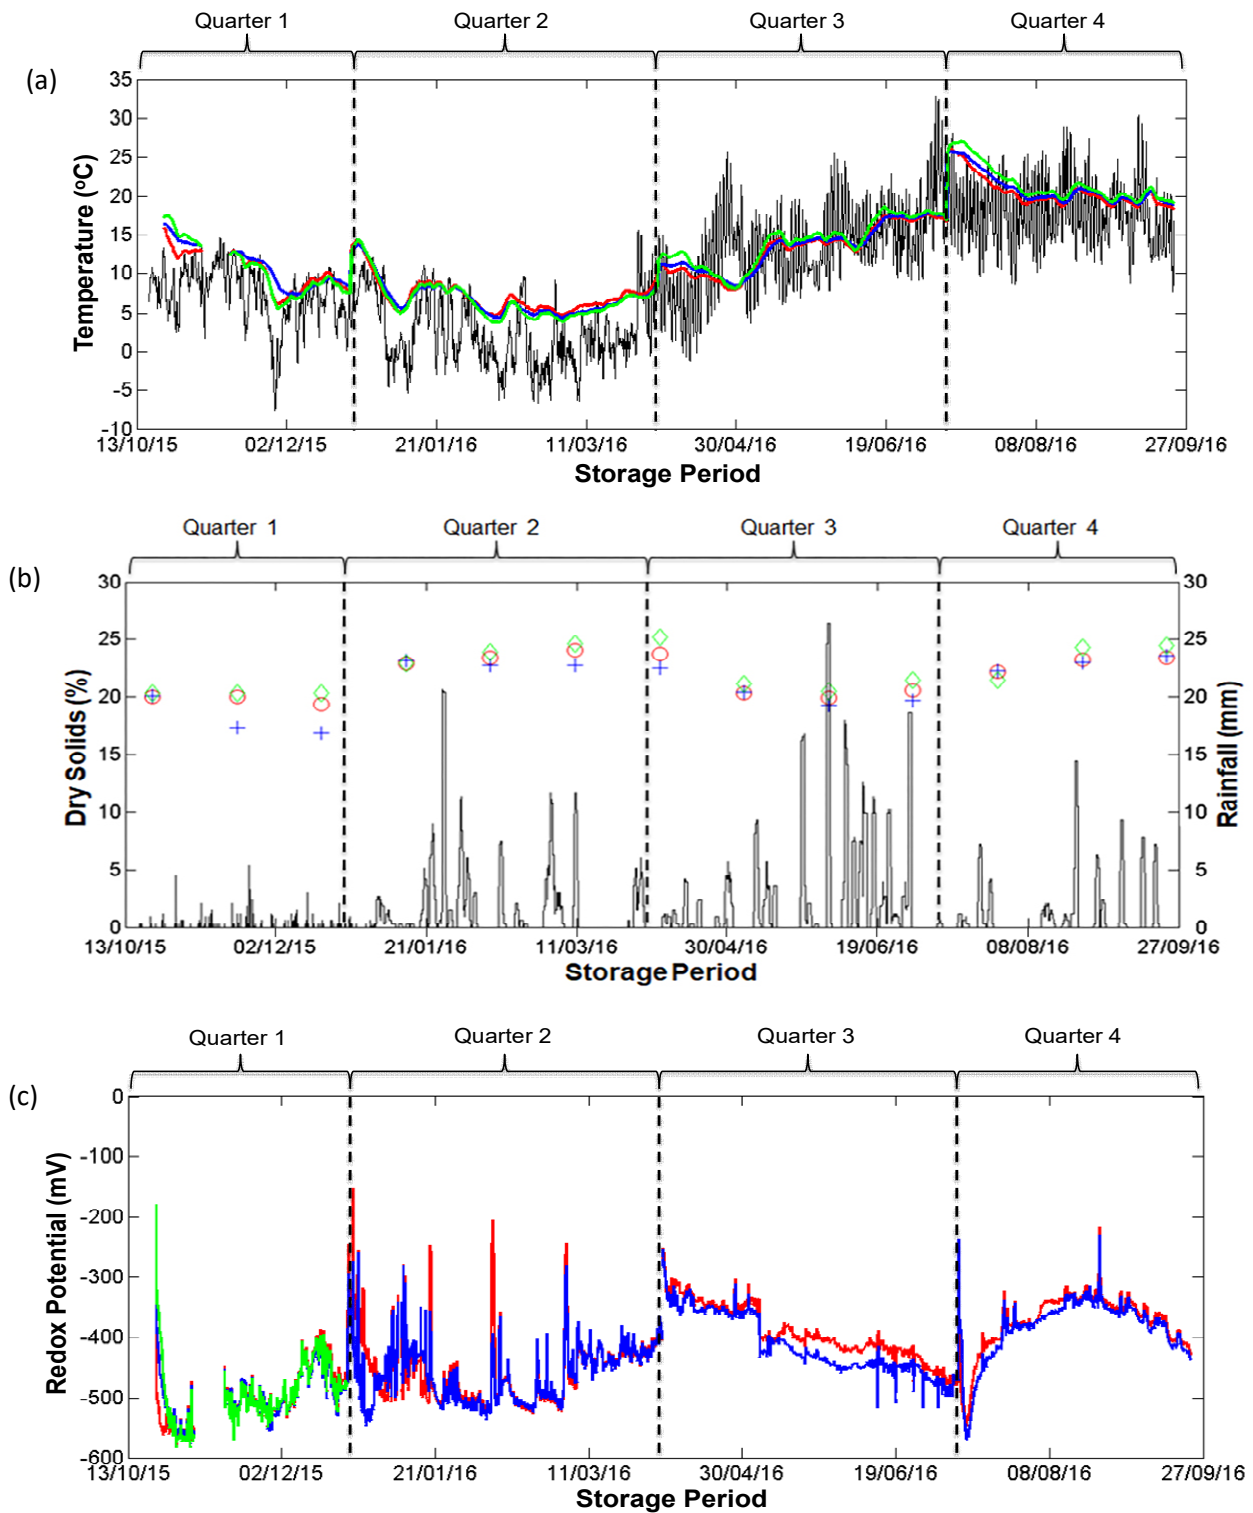 Quarter 1 Quarter 2 Quarter 3 Quarter 4
(a)
35
30
25
20
15
10
5
0
-5
-10
Temperature (ºC)
13/10/15 02/12/15 21/01/16 11/03/16 30/04/16 19/06/16 08/08/16 27/09/16
Storage Period
Quarter 1 Quarter 2 Quarter 3 Quarter 4
(b)
30 30
25 25
20 20
15 15
10 10
5 5
0 0
Dry Solids (%)
Rainfall (mm)
13/10/15 02/12/15 21/01/16 11/03/16 30/04/16 19/06/16 08/08/16 27/09/16
Storage Period
Quarter 1 Quarter 2 Quarter 3 Quarter 4
(c)
0
-100
-200
-300
-400
-500
-600
Redox Potential (mV)
13/10/15 02/12/15 21/01/16 11/03/16 30/04/16 19/06/16 08/08/16 27/09/16
Storage Period